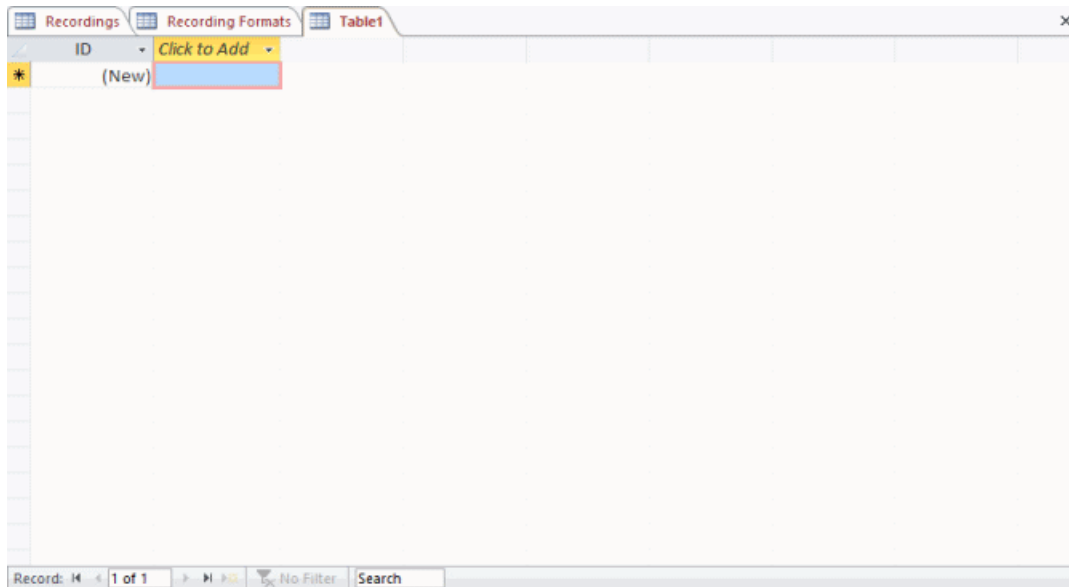 Recordings Recording Formats Table1
ID Click to Add
(New)
Record: 1 of 1 No Filter Search